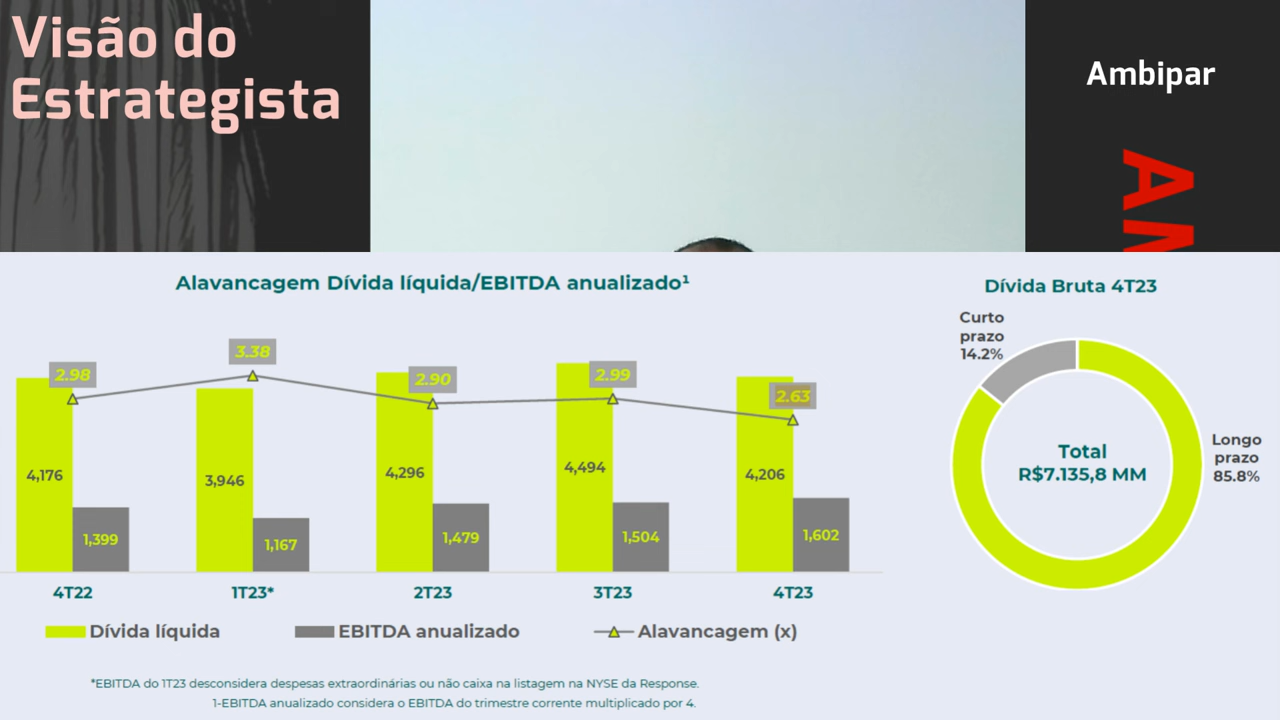 Visão do
Estrategista
Ambipar
AM
Alavancagem Dívida líquida/EBITDA anualizado¹
2.98
3.38
2.90
2.99
2.63
4,176
1,399
3,946
1,167
4,296
1,479
4,494
1,504
4,206
1,602
4T22
1T23*
2T23
3T23
4T23
Dívida líquida
EBITDA anualizado
Alavancagem (x)
*EBITDA do 1T23 desconsidera despesas extraordinárias ou não caixa na listagem na NYSE da Response.
1-EBITDA anualizado considera o EBITDA do trimestre corrente multiplicado por 4.
Dívida Bruta 4T23
Curto
prazo
14.2%
Total
R$7.135,8 MM
Longo
prazo
85.8%